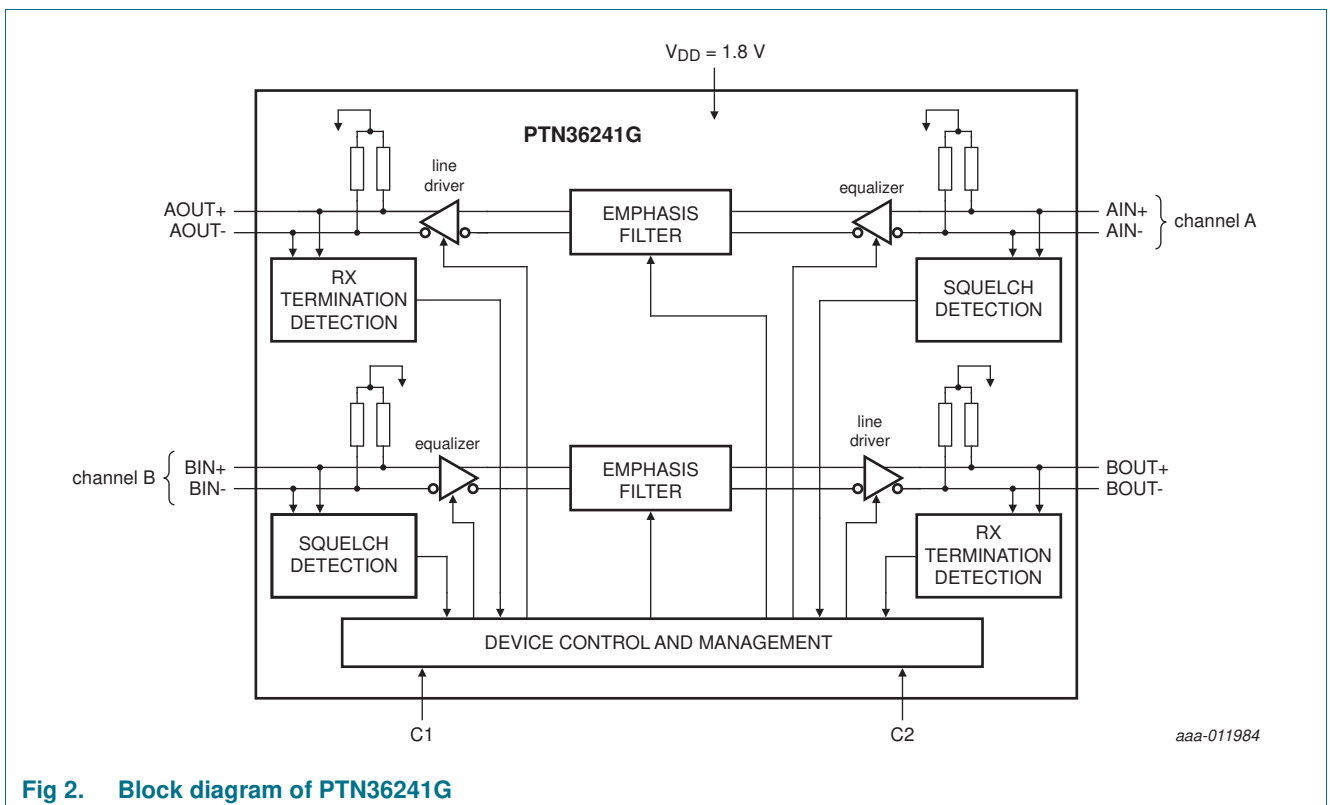 VDD = 1.8 V
PTN36241G
line
driver
equalizer
AOUT+
AOUT-
EMPHASIS
FILTER
AIN+
AIN-
channel A
RX
TERMINATION
DETECTION
SQUELCH
DETECTION
equalizer
line
driver
channel B
BIN+
BIN-
EMPHASIS
FILTER
BOUT+
BOUT-
SQUELCH
DETECTION
RX
TERMINATION
DETECTION
DEVICE CONTROL AND MANAGEMENT
C1
C2
aaa-011984
Fig 2. Block diagram of PTN36241G